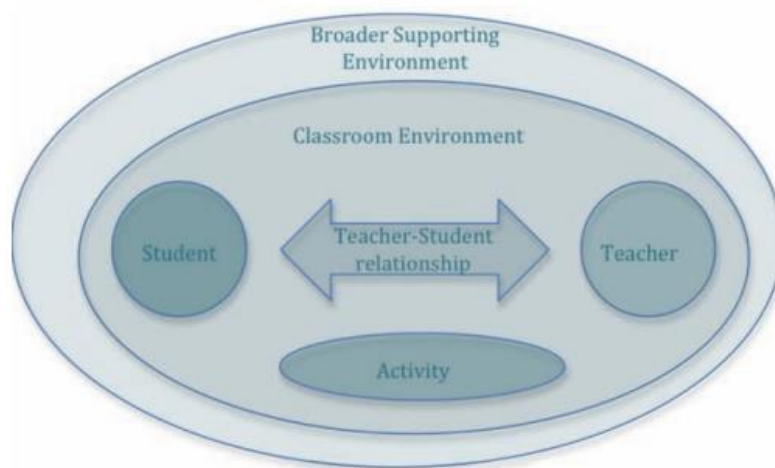 Broader Supporting
Environment
Classroom Environment
Student
Teacher-Student
relationship
Teacher
Activity